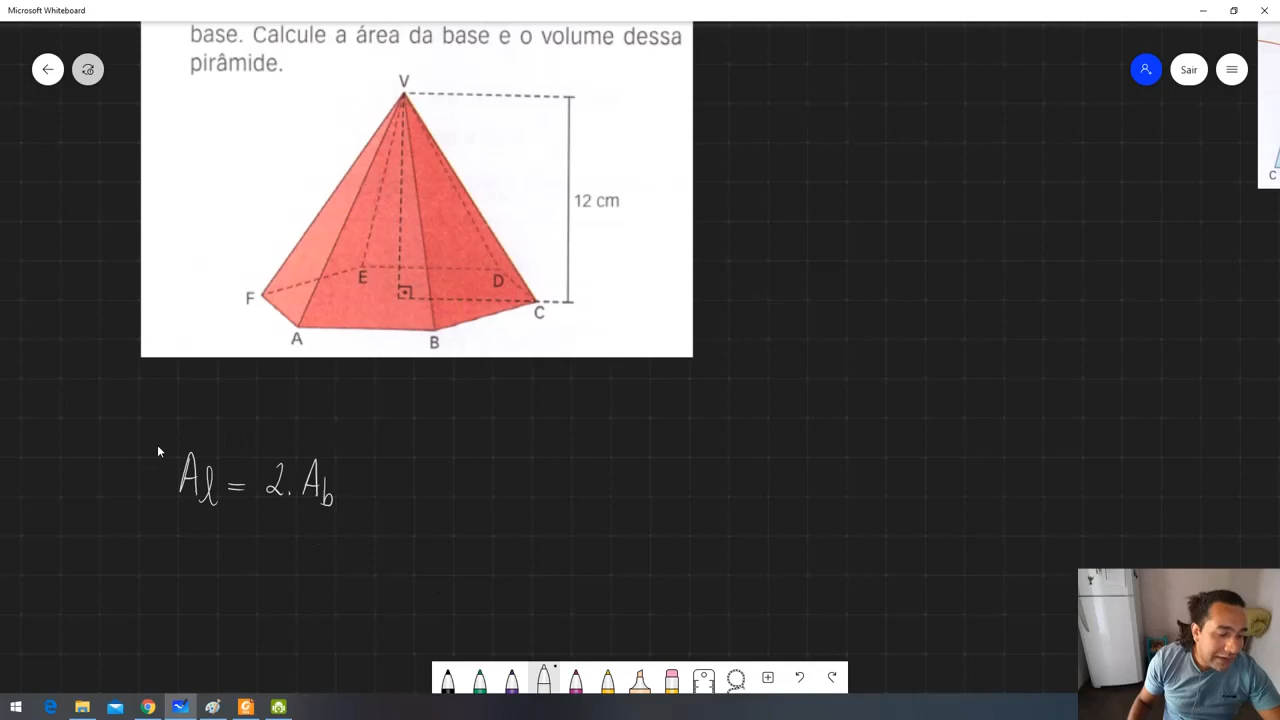 Microsoft Whiteboard
base. Calcule a área da base e o volume dessa
pirâmide.
V
12 cm
E
D
F
C
A
B
C
Sair
Aℓ = 2. Ab